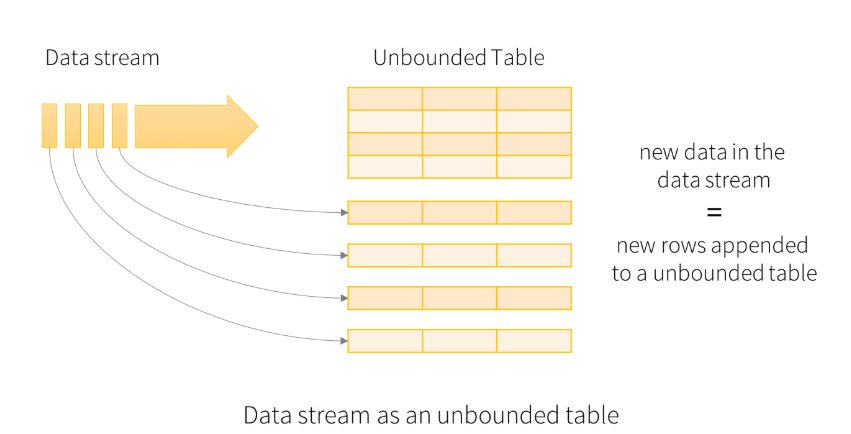 Data stream
Unbounded Table
new data in the
data stream
=
new rows appended
to a unbounded table
Data stream as an unbounded table